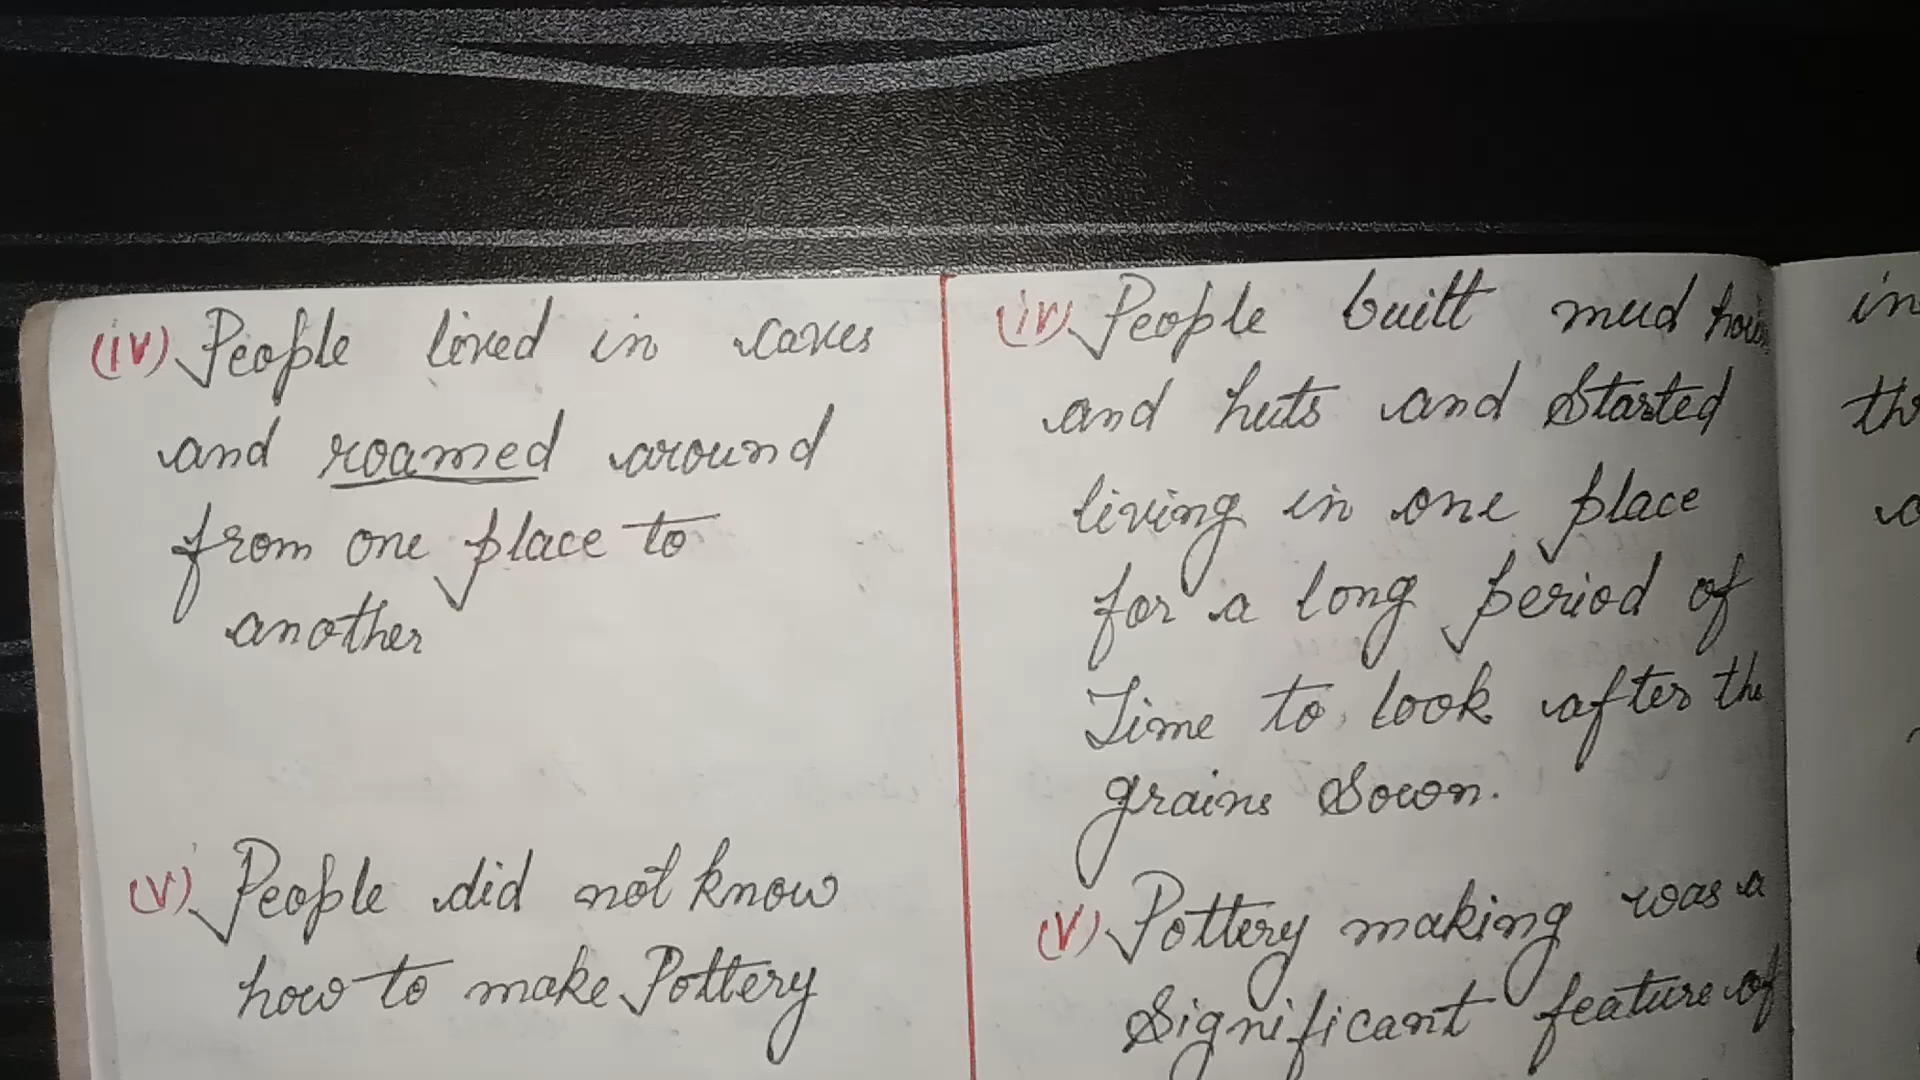 (iv) People lived in caves
and roamed around
from one place to
another
(v) People did not know
how to make Pottery
(iv) People built mud
and huts and Started
living in one place
for a long period of
Time to look after the
grains Sown.
(v) Pottery making was a
Significant feature of
in